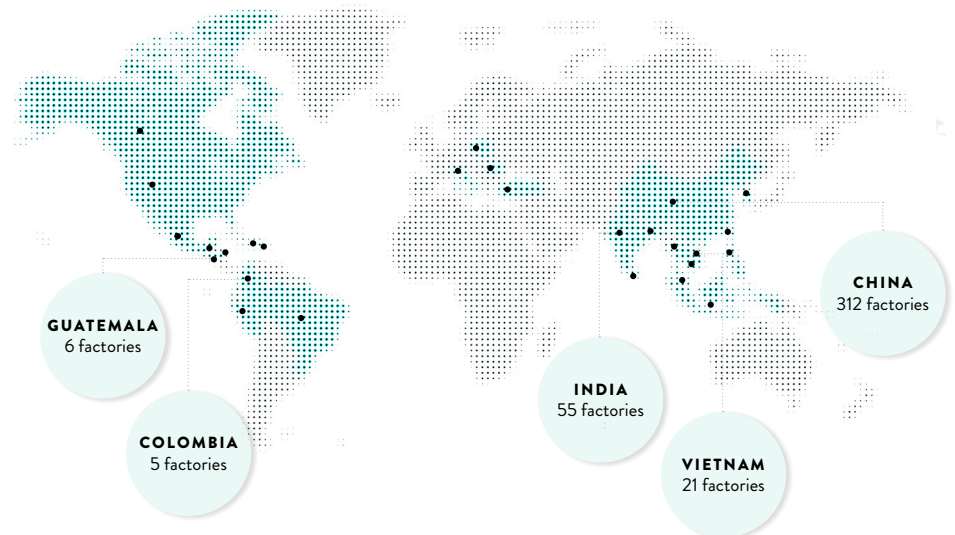 GUATEMALA
6 factories
COLOMBIA
5 factories
INDIA
55 factories
VIETNAM
21 factories
CHINA
312 factories